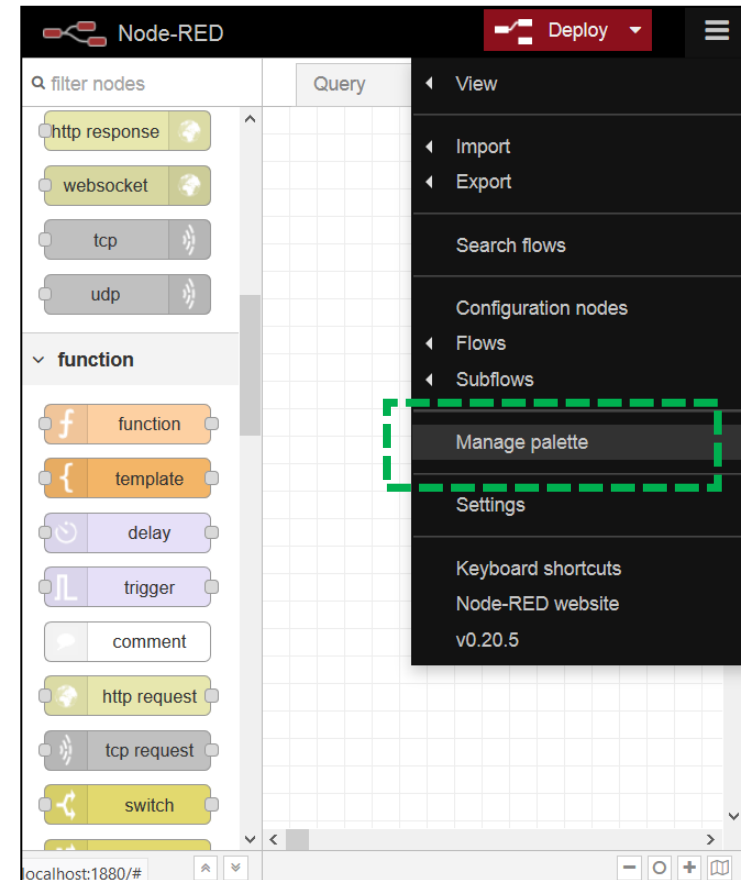 Node-RED
Deploy
filter nodes
Query
http response
websocket
tcp
udp
function
function
template
delay
trigger
comment
http request
tcp request
switch
View
Import
Export
Search flows
Configuration nodes
Flows
Subflows
Manage palette
Settings
Keyboard shortcuts
Node-RED website
v0.20.5
localhost:1880/#